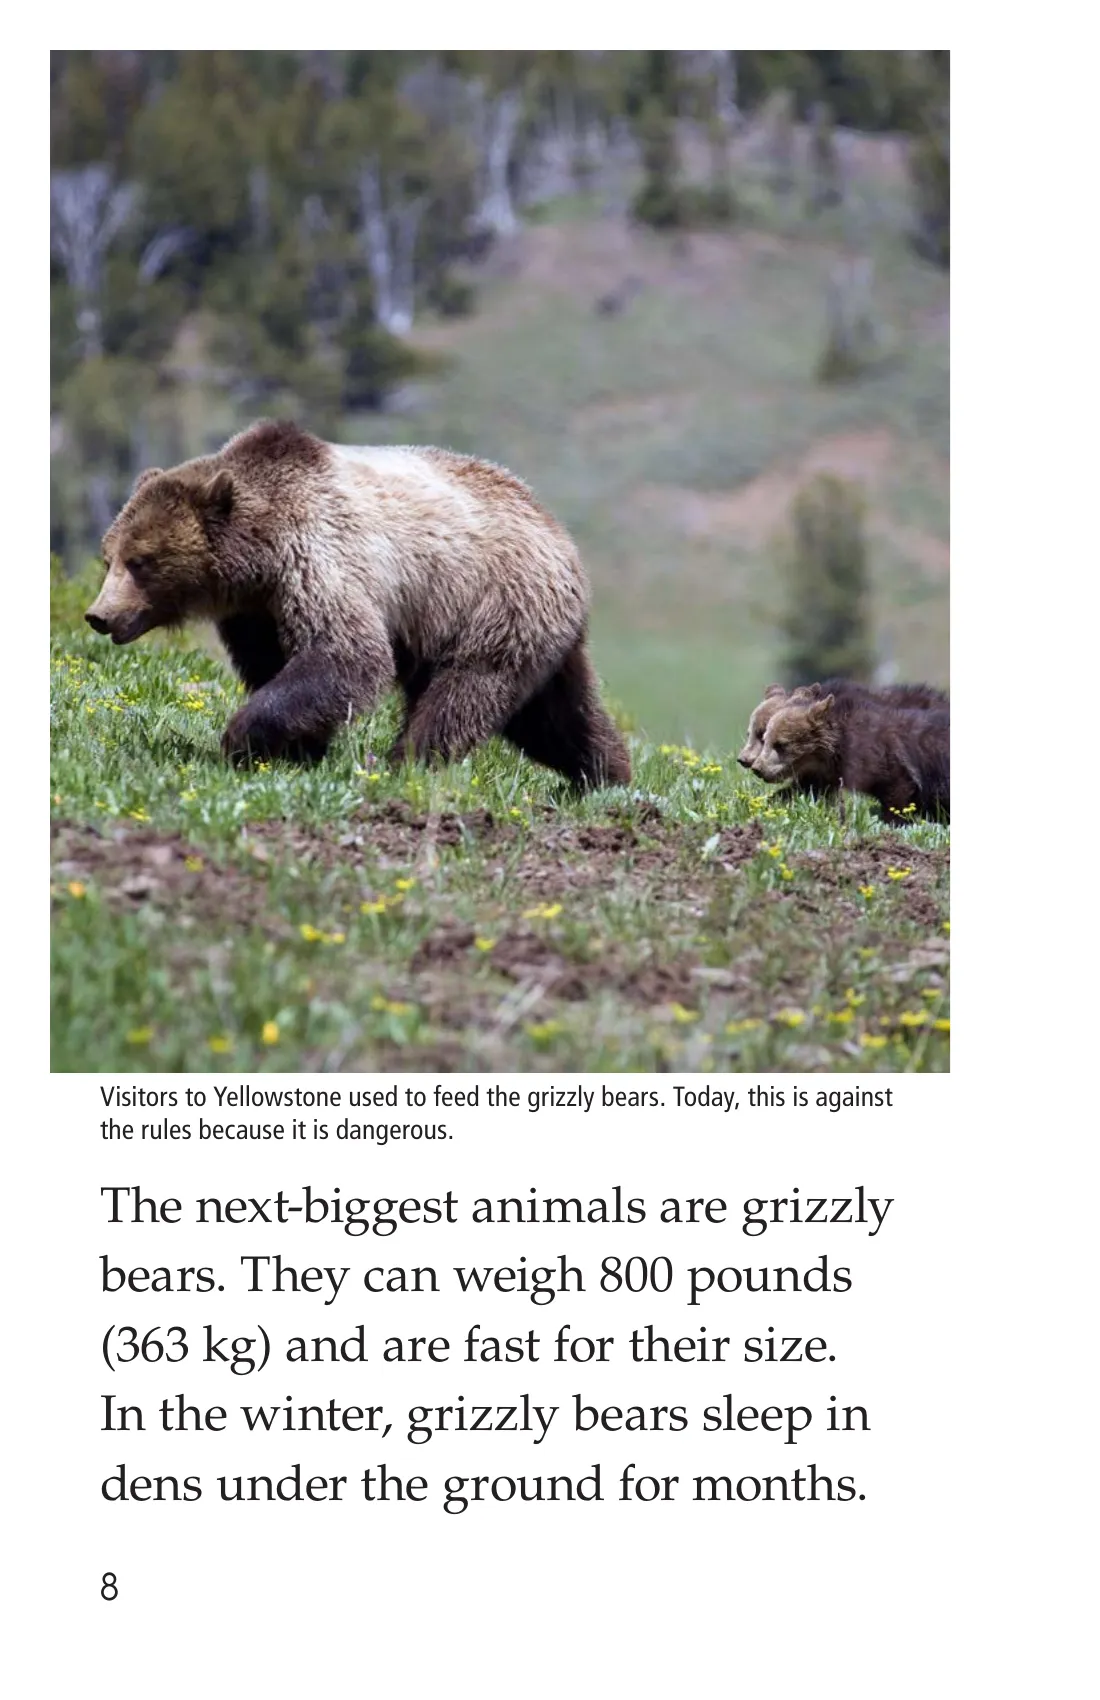 Visitors to Yellowstone used to feed the grizzly bears. Today, this is against
the rules because it is dangerous.
The next-biggest animals are grizzly
bears. They can weigh 800 pounds
(363 kg) and are fast for their size.
In the winter, grizzly bears sleep in
dens under the ground for months.
8